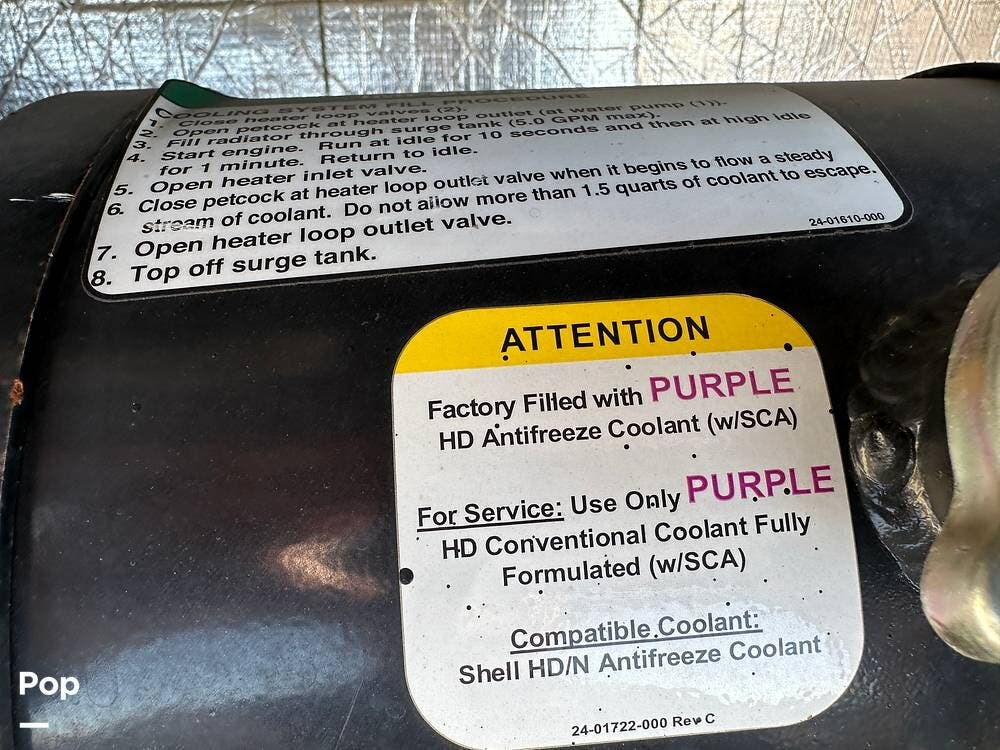 COOLING SYSTEM FILL PROCEDURE
1. Close heater loop valve (2).
2. Open petcock at heater loop outlet (at water pump (1)).
3. Fill radiator through surge tank (5.0 GPM max).
4. Start engine. Run at idle for 10 seconds and then at high idle
for 1 minute. Return to idle.
5. Open heater inlet valve.
6. Close petcock at heater loop outlet valve when it begins to flow a steady
stream of coolant. Do not allow more than 1.5 quarts of coolant to escape.
7. Open heater loop outlet valve.
8. Top off surge tank.
24-01610-000
ATTENTION
Factory Filled with PURPLE
HD Antifreeze Coolant (w/SCA)
For Service: Use Only PURPLE
HD Conventional Coolant Fully
Formulated (w/SCA)
Compatible Coolant:
Shell HD/N Antifreeze Coolant
24-01722-000 Rev C
Pop